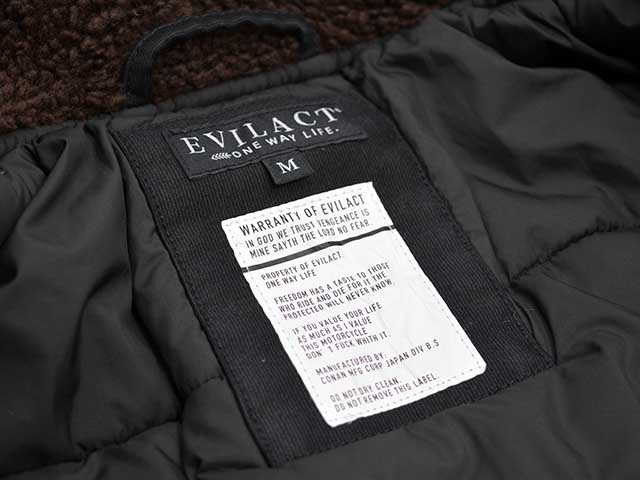 EVILACT®
ONE WAY LIFE.
M
WARRANTY OF EVILACT
IN GOD WE TRUST VENGEANCE IS
MINE SAYTH THE LORD NO FEAR
PROPERTY OF EVILACT.
ONE WAY LIFE
FREEDOM HAS A TASTE TO THOSE
WHO RIDE AND DIE FOR IT THE
PROTECTED WILL NEVER KNOW.
IF YOU VALUE YOUR LIFE
AS MUCH AS I VALUE
THIS MOTORCYCLE
DON'T FUCK WHITH IT.
MANUFACTURED BY:
CONAN MFG CORP JAPAN.DIV B.S
DO NOT DRY CLEAN.
DO NOT REMOVE THIS LABEL.